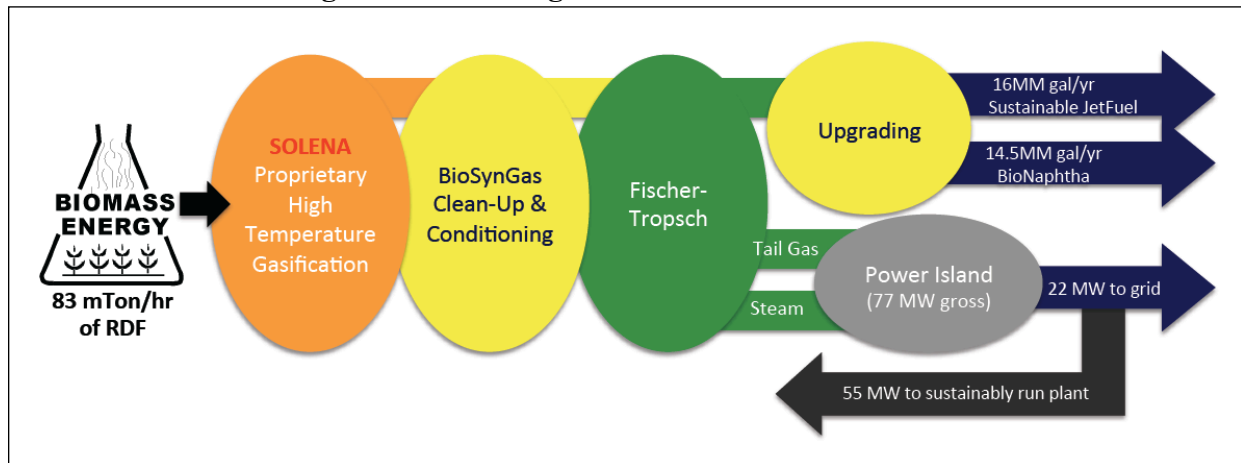 BIOMASS
ENERGY
83 mTon/hr
of RDF
SOLENA
Proprietary
High
Temperature
Gasification
BioSynGas
Clean-Up &
Conditioning
Fischer-
Tropsch
Upgrading
16MM gal/yr
Sustainable JetFuel
14.5MM gal/yr
BioNaphtha
Tail Gas
Steam
Power Island
(77 MW gross)
22 MW to grid
55 MW to sustainably run plant